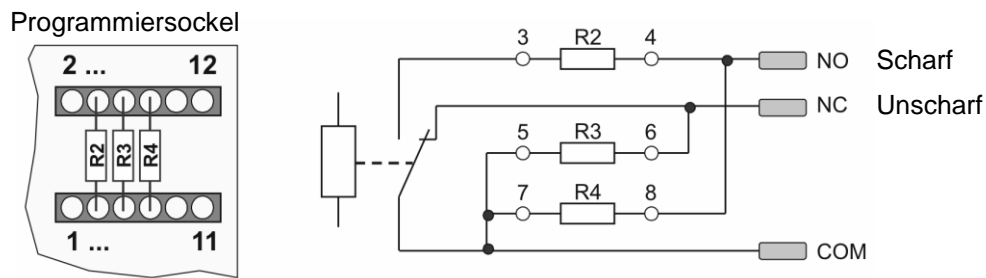 Programmiersockel
2 ... 12
R2 R3 R4
1 ... 11
3 R2 4
NO Scharf
NC Unscharf
5 R3 6
7 R4 8
COM